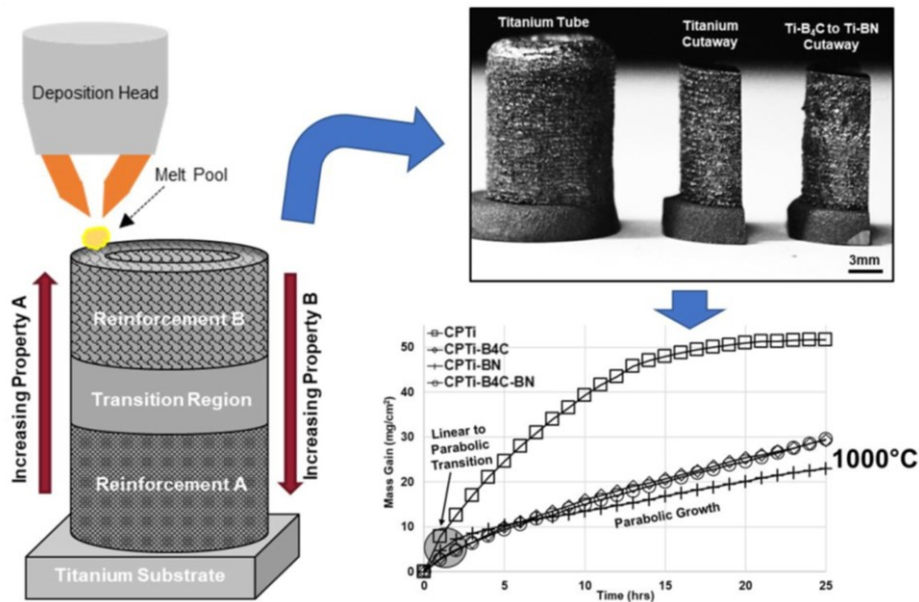 Deposition Head
Melt Pool
Increasing Property A
Increasing Property B
Reinforcement B
Transition Region
Reinforcement A
Titanium Substrate
Titanium Tube
Titanium
Cutaway
Ti-B₄C to Ti-BN
Cutaway
3mm
CPTi
CPTi-B4C
CPTi-BN
CPTi-B4C-BN
Mass Gain (mg/cm²)
50
40
30
20
10
0
Linear to
Parabolic
Transition
Parabolic Growth
1000°C
0
5
10
15
20
25
Time (hrs)